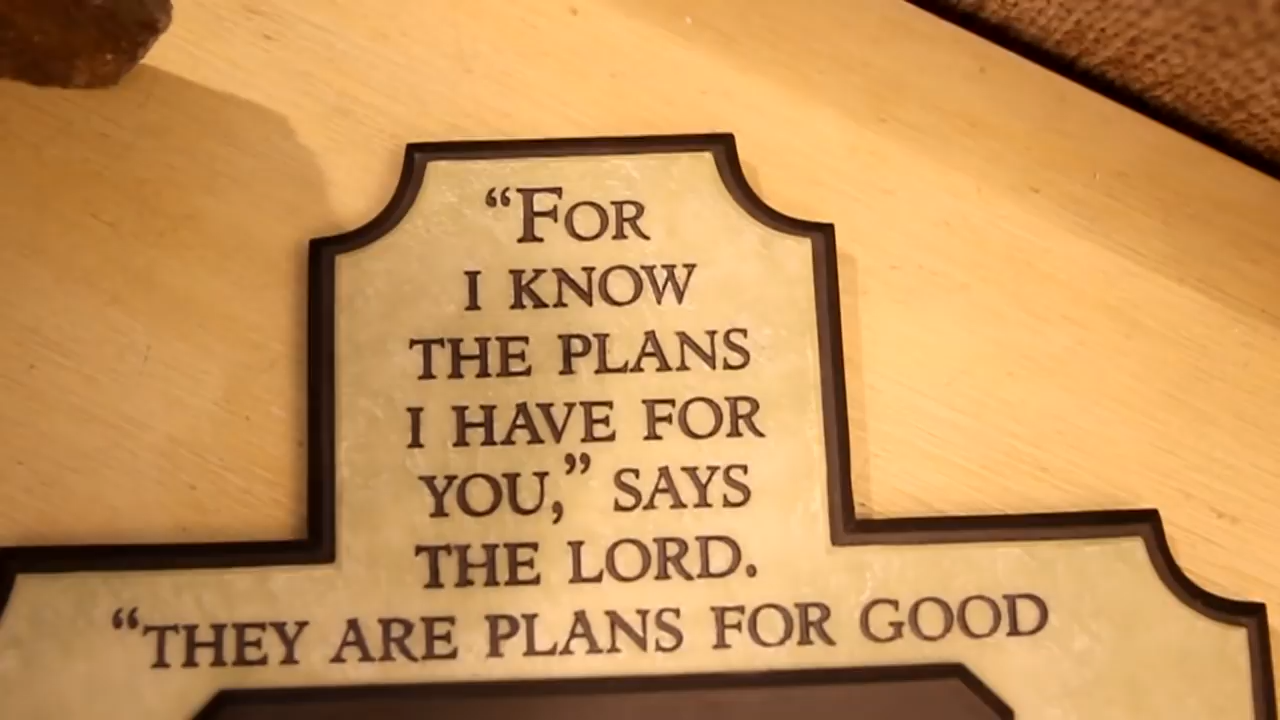 “FOR
I KNOW
THE PLANS
I HAVE FOR
YOU,” SAYS
THE LORD.
“THEY ARE PLANS FOR GOOD